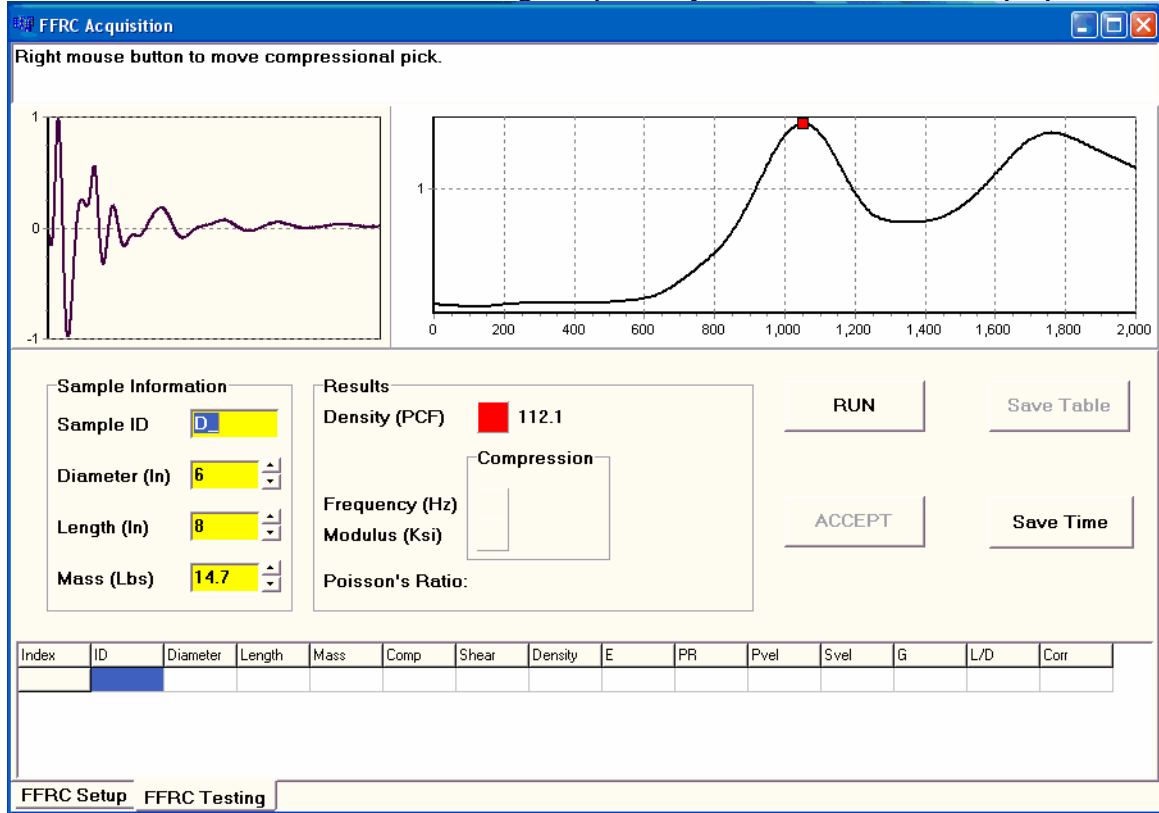 FFRC Acquisition
Right mouse button to move compressional pick.
1
0
-1
1
0 200 400 600 800 1,000 1,200 1,400 1,600 1,800 2,000
Sample Information
Sample ID D_
Diameter (In) 6
Length (In) 8
Mass (Lbs) 14.7
Results
Density (PCF) 112.1
Compression
Frequency (Hz)
Modulus (Ksi)
Poisson's Ratio:
RUN Save Table
ACCEPT Save Time
Index ID Diameter Length Mass Comp Shear Density E PR Pvel Svel G L/D Corr
FFRC Setup FFRC Testing